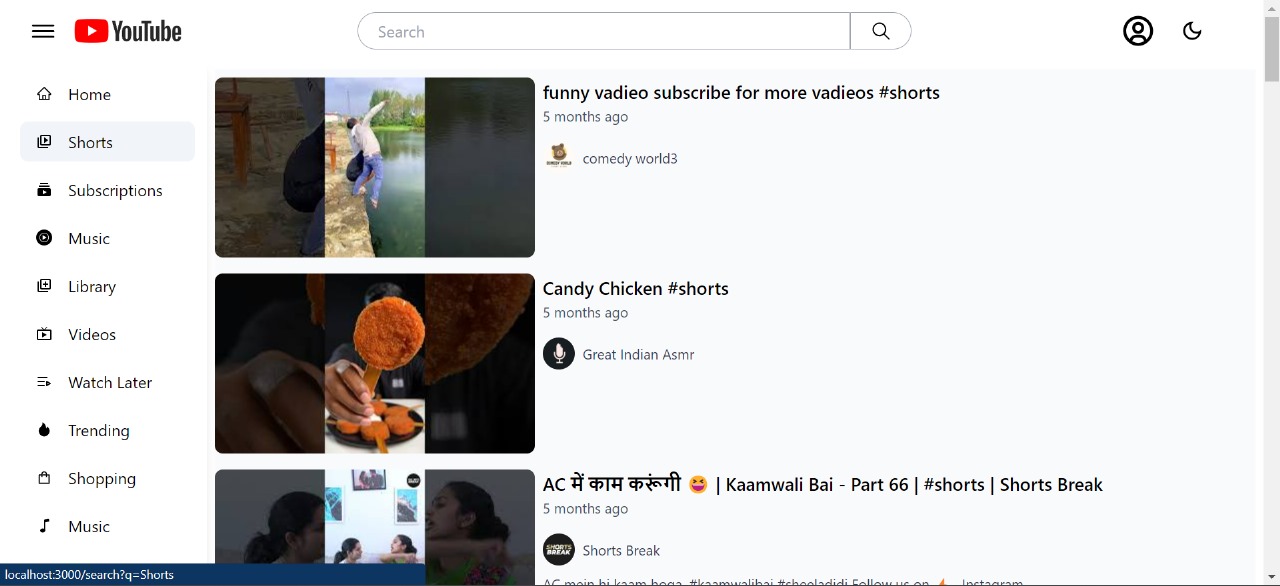 YouTube
Search
Home
Shorts
Subscriptions
Music
Library
Videos
Watch Later
Trending
Shopping
Music
funny vadieo subscribe for more vadieos #shorts
5 months ago
comedy world3
Candy Chicken #shorts
5 months ago
Great Indian Asmr
AC में काम करूंगी 😆 | Kaamwali Bai - Part 66 | #shorts | Shorts Break
5 months ago
SHORTS
BREAK
Shorts Break
AC mein hi kaam hoga. #kaamwalibai #sheeladidi Follow us on ⚡ Instagram
localhost:3000/search?q=Shorts